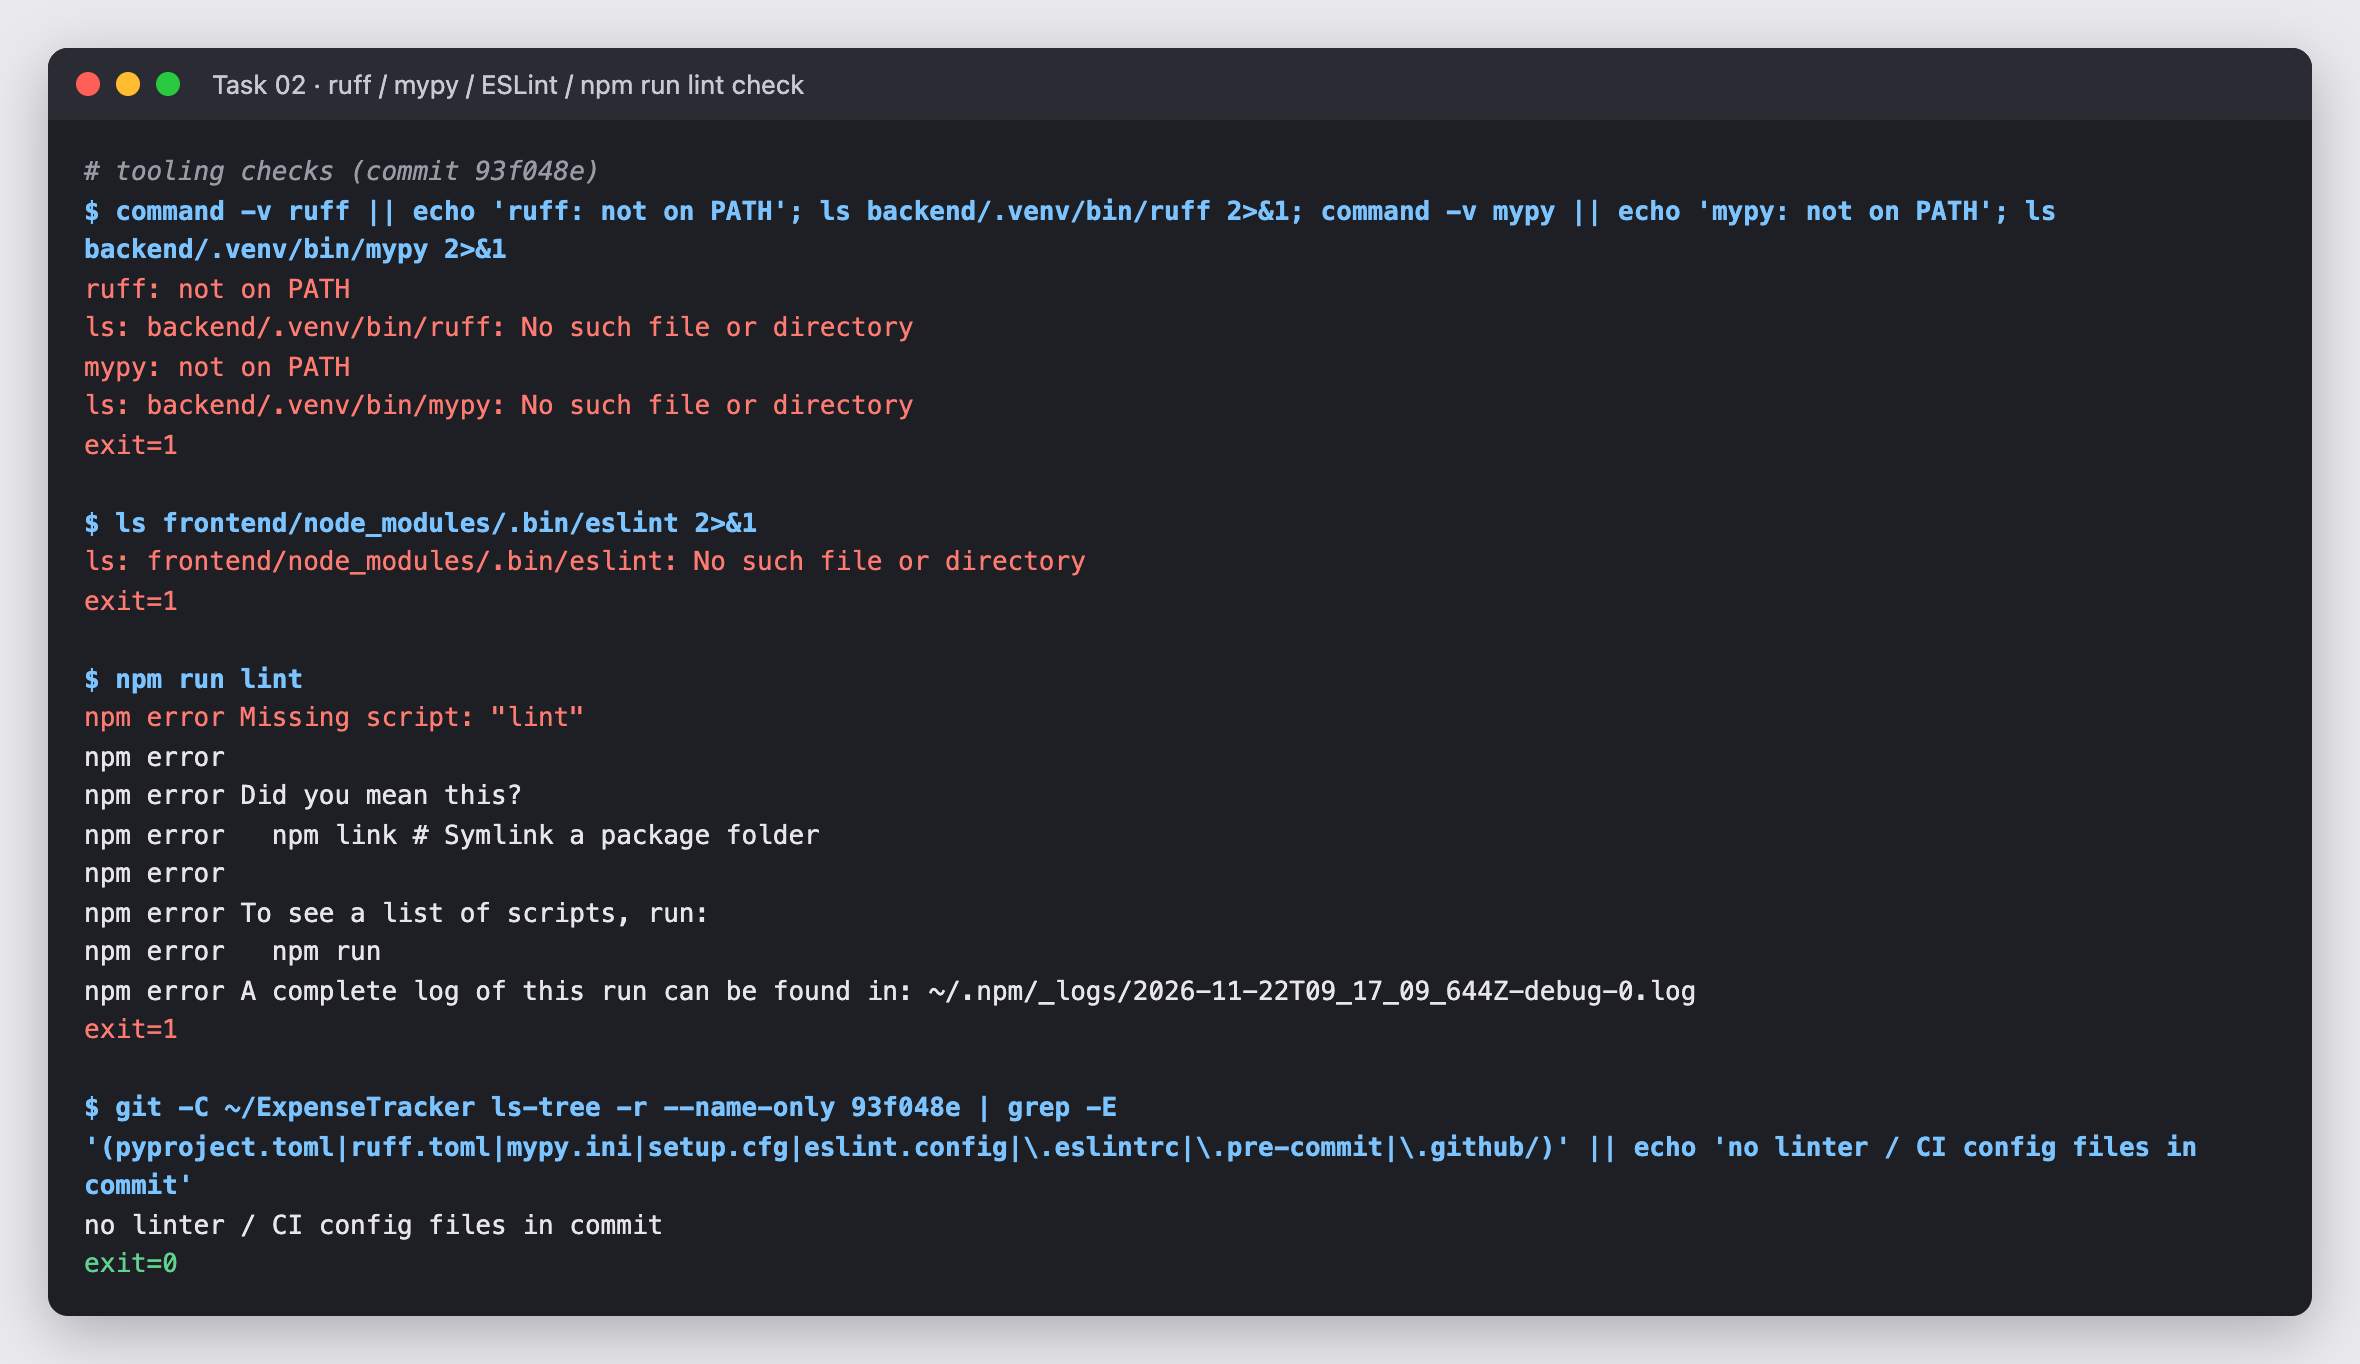 Task 02 · ruff / mypy / ESLint / npm run lint check
# tooling checks (commit 93f048e)
$ command -v ruff || echo 'ruff: not on PATH'; ls backend/.venv/bin/ruff 2>&1; command -v mypy || echo 'mypy: not on PATH'; ls
backend/.venv/bin/mypy 2>&1
ruff: not on PATH
ls: backend/.venv/bin/ruff: No such file or directory
mypy: not on PATH
ls: backend/.venv/bin/mypy: No such file or directory
exit=1
$ ls frontend/node_modules/.bin/eslint 2>&1
ls: frontend/node_modules/.bin/eslint: No such file or directory
exit=1
$ npm run lint
npm error Missing script: "lint"
npm error
npm error Did you mean this?
npm error   npm link # Symlink a package folder
npm error
npm error To see a list of scripts, run:
npm error   npm run
npm error A complete log of this run can be found in: ~/.npm/_logs/2026-11-22T09_17_09_644Z-debug-0.log
exit=1
$ git -C ~/ExpenseTracker ls-tree -r --name-only 93f048e | grep -E
'(pyproject.toml|ruff.toml|mypy.ini|setup.cfg|eslint.config|\.eslintrc|\.pre-commit|\.github/)' || echo 'no linter / CI config files in
commit'
no linter / CI config files in commit
exit=0